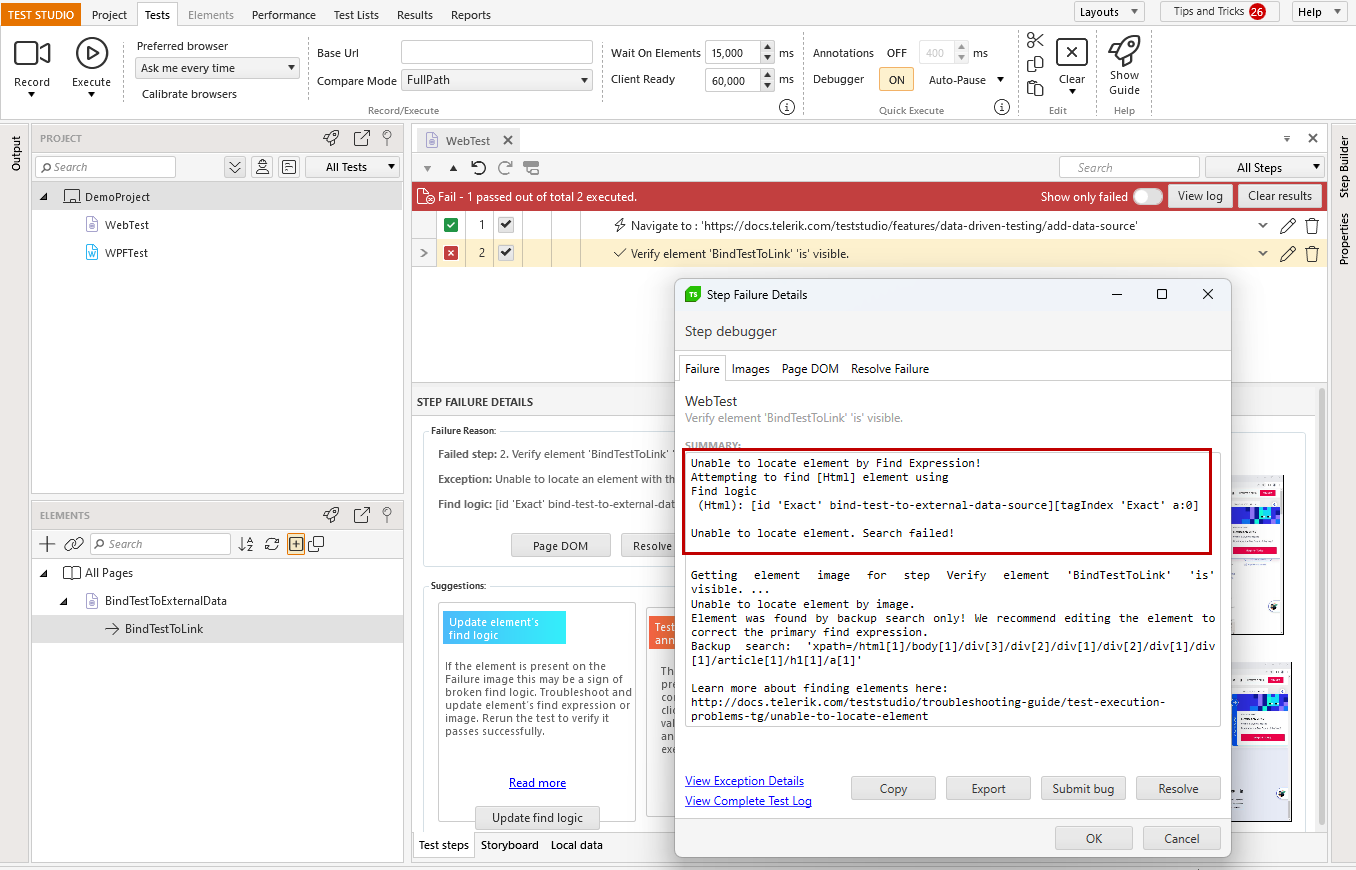 TEST STUDIO
Project
Tests
Elements
Performance
Test Lists
Results
Reports
Layouts
Tips and Tricks 26
Help
Record
Execute
Preferred browser
Ask me every time
Calibrate browsers
Base Url
Compare Mode FullPath
Record/Execute
Wait On Elements 15,000 ms
Client Ready 60,000 ms
Annotations OFF 400 ms
Debugger ON Auto-Pause
Quick Execute
Clear
Edit
Show
Guide
Help
Output
PROJECT
Search
All Tests
DemoProject
WebTest
WPFTest
ELEMENTS
Search
All Pages
BindTestToExternalData
BindTestToLink
WebTest
Search
All Steps
Fail - 1 passed out of total 2 executed.
Show only failed
View log
Clear results
1 Navigate to : 'https://docs.telerik.com/teststudio/features/data-driven-testing/add-data-source'
2 Verify element 'BindTestToLink' 'is' visible.
Step Builder
Properties
STEP FAILURE DETAILS
Failure Reason:
Failed step: 2. Verify element 'BindTestToLink' '
Exception: Unable to locate an element with th
Find logic: [id 'Exact' bind-test-to-external-dat
Page DOM
Resolve
Suggestions:
Update element's
find logic
If the element is present on the
Failure image this may be a sign of
broken find logic. Troubleshoot and
update element's find expression or
image. Rerun the test to verify it
passes successfully.
Read more
Update find logic
Test steps
Storyboard
Local data
TS Step Failure Details
Step debugger
Failure
Images
Page DOM
Resolve Failure
WebTest
Verify element 'BindTestToLink' 'is' visible.
SUMMARY:
Unable to locate element by Find Expression!
Attempting to find [Html] element using
Find logic
(Html): [id 'Exact' bind-test-to-external-data-source][tagIndex 'Exact' a:0]
Unable to locate element. Search failed!
Getting element image for step Verify element 'BindTestToLink' 'is'
visible. ...
Unable to locate element by image.
Element was found by backup search only! We recommend editing the element to
correct the primary find expression.
Backup search: 'xpath=/html[1]/body[1]/div[3]/div[2]/div[1]/div[2]/div[1]/div
[1]/article[1]/h1[1]/a[1]'
Learn more about finding elements here:
http://docs.telerik.com/teststudio/troubleshooting-guide/test-execution-
problems-tg/unable-to-locate-element
View Exception Details
View Complete Test Log
Copy
Export
Submit bug
Resolve
OK
Cancel